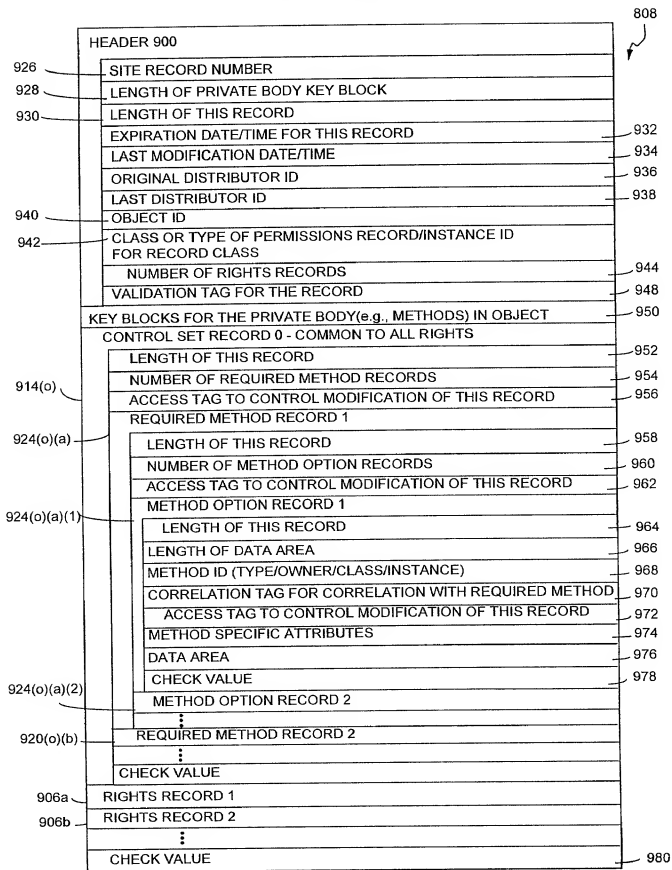 808
HEADER 900
926 SITE RECORD NUMBER
928 LENGTH OF PRIVATE BODY KEY BLOCK
930 LENGTH OF THIS RECORD
EXPIRATION DATE/TIME FOR THIS RECORD 932
LAST MODIFICATION DATE/TIME 934
ORIGINAL DISTRIBUTOR ID 936
LAST DISTRIBUTOR ID 938
940 OBJECT ID
942 CLASS OR TYPE OF PERMISSIONS RECORD/INSTANCE ID
FOR RECORD CLASS
NUMBER OF RIGHTS RECORDS 944
VALIDATION TAG FOR THE RECORD 948
KEY BLOCKS FOR THE PRIVATE BODY(e.g., METHODS) IN OBJECT 950
CONTROL SET RECORD 0 - COMMON TO ALL RIGHTS
LENGTH OF THIS RECORD 952
914(o) NUMBER OF REQUIRED METHOD RECORDS 954
ACCESS TAG TO CONTROL MODIFICATION OF THIS RECORD 956
924(o)(a) REQUIRED METHOD RECORD 1
LENGTH OF THIS RECORD 958
NUMBER OF METHOD OPTION RECORDS 960
ACCESS TAG TO CONTROL MODIFICATION OF THIS RECORD 962
METHOD OPTION RECORD 1
924(o)(a)(1) LENGTH OF THIS RECORD 964
LENGTH OF DATA AREA 966
METHOD ID (TYPE/OWNER/CLASS/INSTANCE) 968
CORRELATION TAG FOR CORRELATION WITH REQUIRED METHOD 970
ACCESS TAG TO CONTROL MODIFICATION OF THIS RECORD 972
METHOD SPECIFIC ATTRIBUTES 974
DATA AREA 976
CHECK VALUE 978
924(o)(a)(2) METHOD OPTION RECORD 2
920(o)(b) REQUIRED METHOD RECORD 2
CHECK VALUE
906a RIGHTS RECORD 1
906b RIGHTS RECORD 2
CHECK VALUE 980